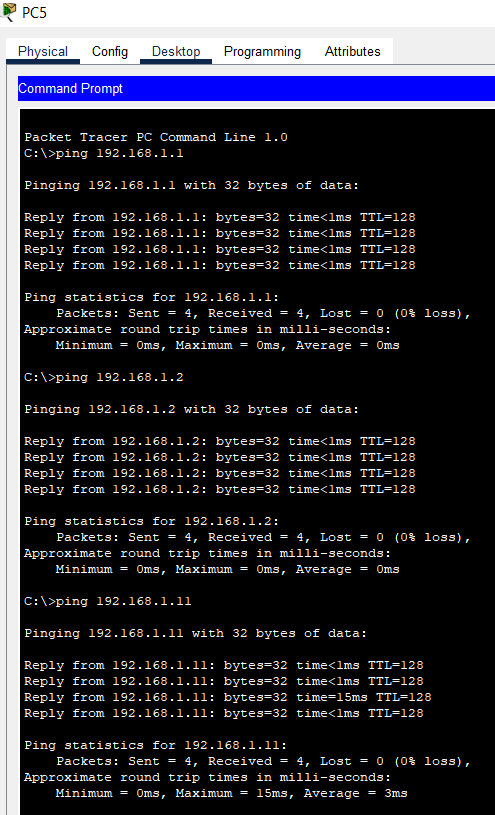 PC5
Physical Config Desktop Programming Attributes
Command Prompt
Packet Tracer PC Command Line 1.0
C:\>ping 192.168.1.1
Pinging 192.168.1.1 with 32 bytes of data:
Reply from 192.168.1.1: bytes=32 time<1ms TTL=128
Reply from 192.168.1.1: bytes=32 time<1ms TTL=128
Reply from 192.168.1.1: bytes=32 time<1ms TTL=128
Reply from 192.168.1.1: bytes=32 time<1ms TTL=128
Ping statistics for 192.168.1.1:
Packets: Sent = 4, Received = 4, Lost = 0 (0% loss),
Approximate round trip times in milli-seconds:
Minimum = 0ms, Maximum = 0ms, Average = 0ms
C:\>ping 192.168.1.2
Pinging 192.168.1.2 with 32 bytes of data:
Reply from 192.168.1.2: bytes=32 time<1ms TTL=128
Reply from 192.168.1.2: bytes=32 time<1ms TTL=128
Reply from 192.168.1.2: bytes=32 time<1ms TTL=128
Reply from 192.168.1.2: bytes=32 time<1ms TTL=128
Ping statistics for 192.168.1.2:
Packets: Sent = 4, Received = 4, Lost = 0 (0% loss),
Approximate round trip times in milli-seconds:
Minimum = 0ms, Maximum = 0ms, Average = 0ms
C:\>ping 192.168.1.11
Pinging 192.168.1.11 with 32 bytes of data:
Reply from 192.168.1.11: bytes=32 time<1ms TTL=128
Reply from 192.168.1.11: bytes=32 time<1ms TTL=128
Reply from 192.168.1.11: bytes=32 time=15ms TTL=128
Reply from 192.168.1.11: bytes=32 time<1ms TTL=128
Ping statistics for 192.168.1.11:
Packets: Sent = 4, Received = 4, Lost = 0 (0% loss),
Approximate round trip times in milli-seconds:
Minimum = 0ms, Maximum = 15ms, Average = 3ms